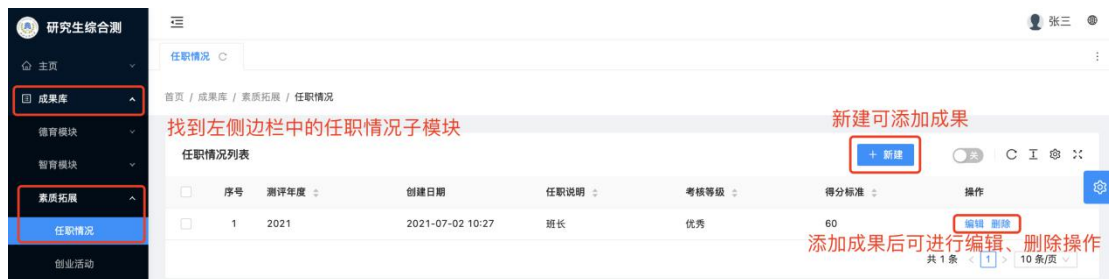 研究生综合测
张三
主页
任职情况
成果库
首页 / 成果库 / 素质拓展 / 任职情况
德育模块
找到左侧边栏中的任职情况子模块
新建可添加成果
智育模块
任职情况列表
+ 新建
关
素质拓展
序号 测评年度 创建日期 任职说明 考核等级 得分标准 操作
任职情况
1 2021 2021-07-02 10:27 班长 优秀 60 编辑 删除
添加成果后可进行编辑、删除操作
创业活动
共 1 条 < 1 > 10 条/页